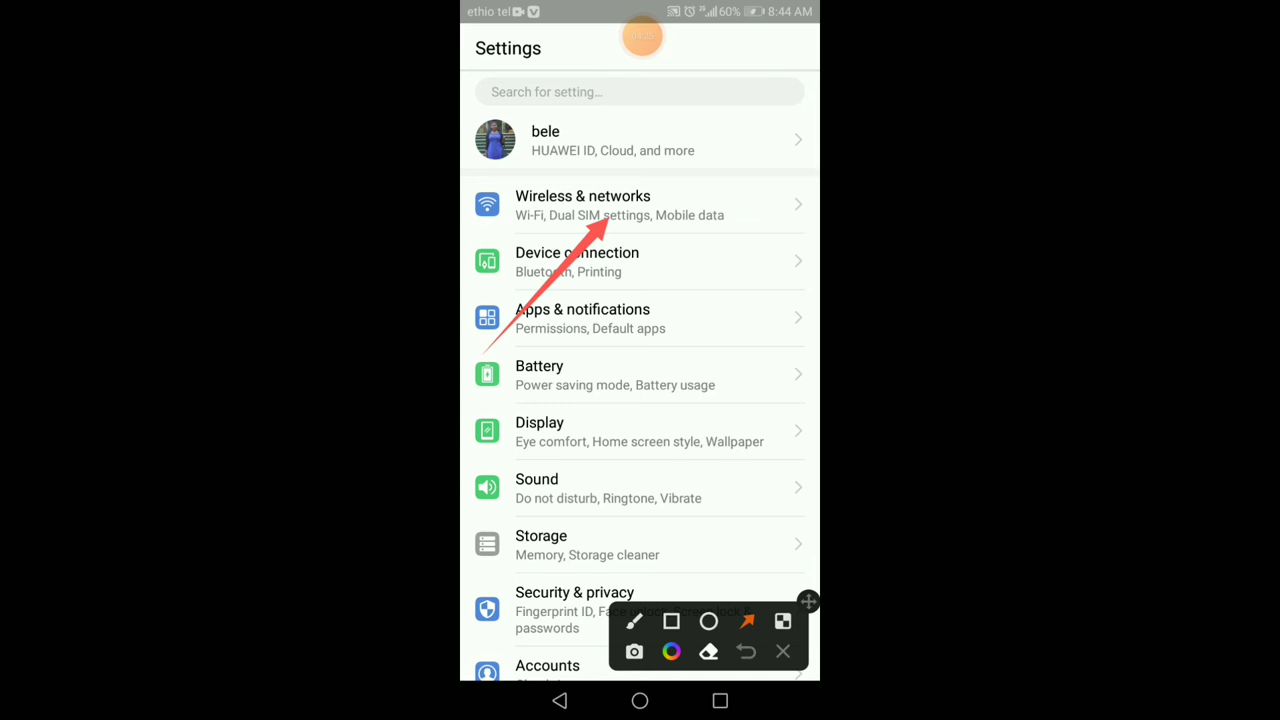 ethio tel 60% 8:44 AM
Settings
Search for setting...
bele
HUAWEI ID, Cloud, and more
Wireless & networks
Wi-Fi, Dual SIM settings, Mobile data
Device connection
Bluetooth, Printing
Apps & notifications
Permissions, Default apps
Battery
Power saving mode, Battery usage
Display
Eye comfort, Home screen style, Wallpaper
Sound
Do not disturb, Ringtone, Vibrate
Storage
Memory, Storage cleaner
Security & privacy
Fingerprint ID, Face unlock, Screen lock &
passwords
Accounts